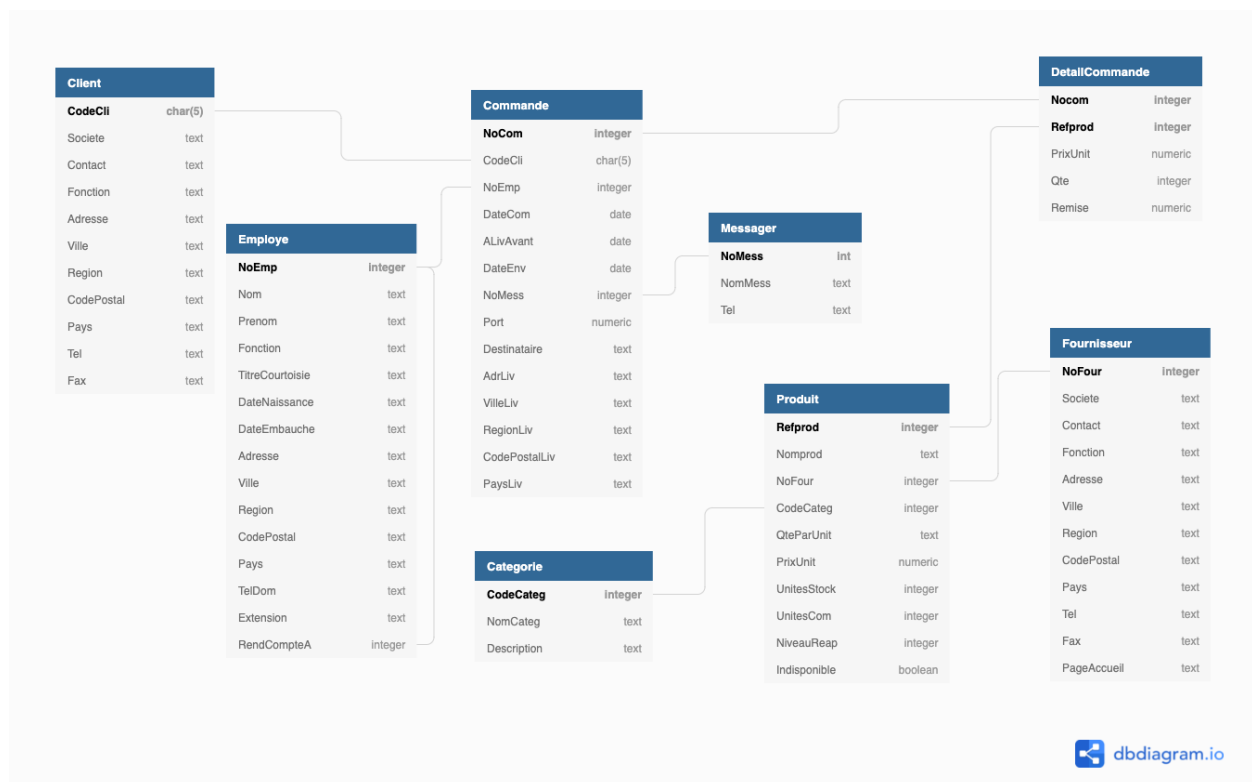 Client
CodeCli char(5)
Societe text
Contact text
Fonction text
Adresse text
Ville text
Region text
CodePostal text
Pays text
Tel text
Fax text
Employe
NoEmp integer
Nom text
Prenom text
Fonction text
TitreCourtoisie text
DateNaissance text
DateEmbauche text
Adresse text
Ville text
Region text
CodePostal text
Pays text
TelDom text
Extension text
RendCompteA integer
Commande
NoCom integer
CodeCli char(5)
NoEmp integer
DateCom date
ALivAvant date
DateEnv date
NoMess integer
Port numeric
Destinataire text
AdrLiv text
VilleLiv text
RegionLiv text
CodePostalLiv text
PaysLiv text
Categorie
CodeCateg integer
NomCateg text
Description text
Messager
NoMess int
NomMess text
Tel text
Produit
Refprod integer
Nomprod text
NoFour integer
CodeCateg integer
QteParUnit text
PrixUnit numeric
UnitesStock integer
UnitesCom integer
NiveauReap integer
Indisponible boolean
DetailCommande
Nocom integer
Refprod integer
PrixUnit numeric
Qte integer
Remise numeric
Fournisseur
NoFour integer
Societe text
Contact text
Fonction text
Adresse text
Ville text
Region text
CodePostal text
Pays text
Tel text
Fax text
PageAccueil text
dbdiagram.io